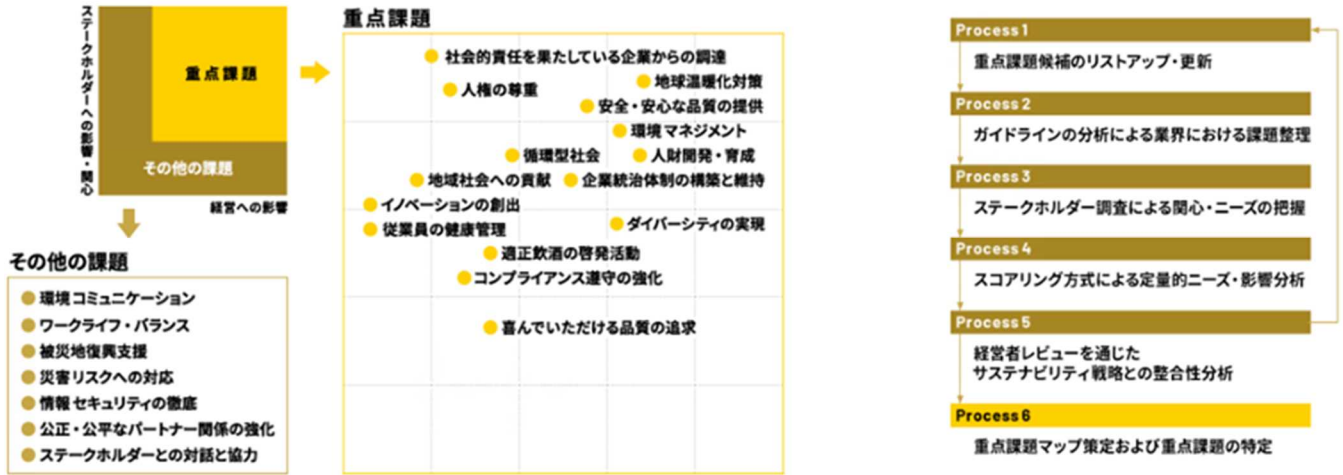 ステークホルダーへの影響・関心
重点課題
その他の課題
経営への影響
その他の課題
環境コミュニケーション
ワークライフ・バランス
被災地復興支援
災害リスクへの対応
情報セキュリティの徹底
公正・公平なパートナー関係の強化
ステークホルダーとの対話と協力
重点課題
社会的責任を果たしている企業からの調達
地球温暖化対策
人権の尊重
安全・安心な品質の提供
環境マネジメント
循環型社会
人財開発・育成
地域社会への貢献
企業統治体制の構築と維持
イノベーションの創出
ダイバーシティの実現
従業員の健康管理
適正飲酒の啓発活動
コンプライアンス遵守の強化
喜んでいただける品質の追求
Process 1
重点課題候補のリストアップ・更新
Process 2
ガイドラインの分析による業界における課題整理
Process 3
ステークホルダー調査による関心・ニーズの把握
Process 4
スコアリング方式による定量的ニーズ・影響分析
Process 5
経営者レビューを通じた
サステナビリティ戦略との整合性分析
Process 6
重点課題マップ策定および重点課題の特定